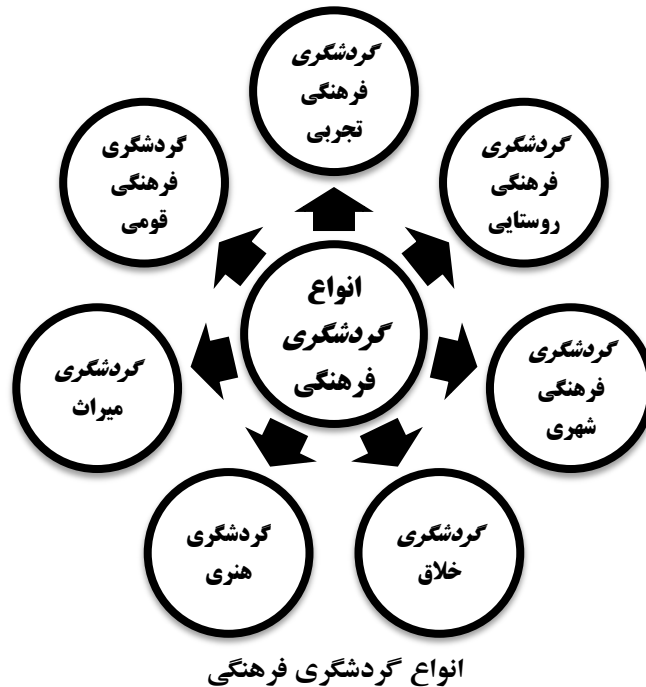 گردشگری
فرهنگی
تجربی
گردشگری
فرهنگی
روستایی
گردشگری
فرهنگی
شهری
گردشگری
خلاق
گردشگری
هنری
گردشگری
میراث
گردشگری
فرهنگی
قومی
انواع
گردشگری
فرهنگی
انواع گردشگری فرهنگی